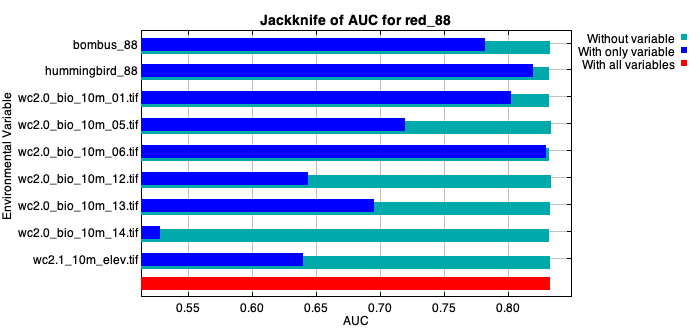 Jackknife of AUC for red_88
Without variable
With only variable
With all variables
Environmental Variable
bombus_88
hummingbird_88
wc2.0_bio_10m_01.tif
wc2.0_bio_10m_05.tif
wc2.0_bio_10m_06.tif
wc2.0_bio_10m_12.tif
wc2.0_bio_10m_13.tif
wc2.0_bio_10m_14.tif
wc2.1_10m_elev.tif
0.55 0.60 0.65 0.70 0.75 0.80
AUC